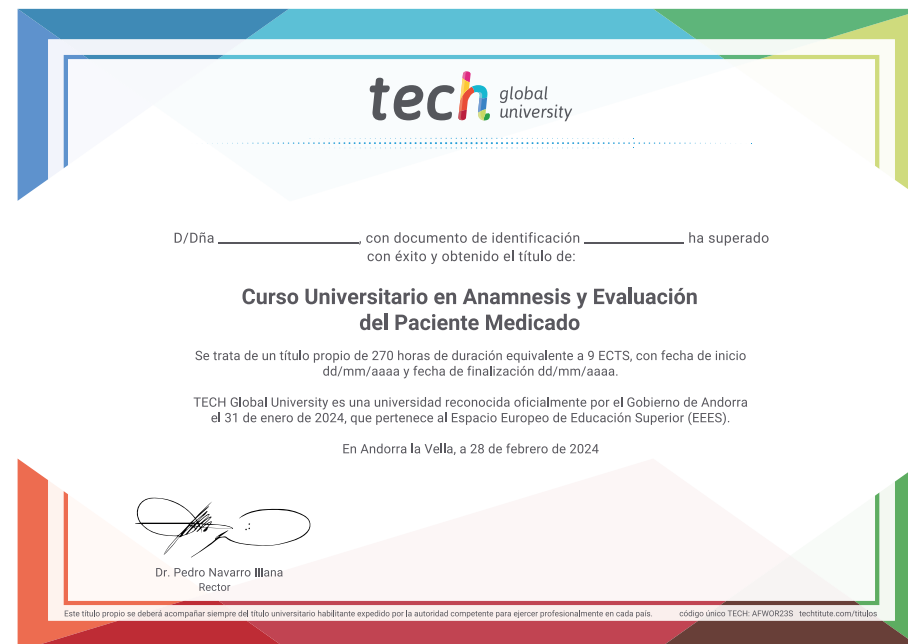 tech global
university
D/Dña ____________________, con documento de identificación ______________ ha superado
con éxito y obtenido el título de:
Curso Universitario en Anamnesis y Evaluación
del Paciente Medicado
Se trata de un título propio de 270 horas de duración equivalente a 9 ECTS, con fecha de inicio
dd/mm/aaaa y fecha de finalización dd/mm/aaaa.
TECH Global University es una universidad reconocida oficialmente por el Gobierno de Andorra
el 31 de enero de 2024, que pertenece al Espacio Europeo de Educación Superior (EEES).
En Andorra la Vella, a 28 de febrero de 2024
Dr. Pedro Navarro Illana
Rector
Este título propio se deberá acompañar siempre del título universitario habilitante expedido por la autoridad competente para ejercer profesionalmente en cada país. código único TECH: AFWOR23S techtitute.com/titulos